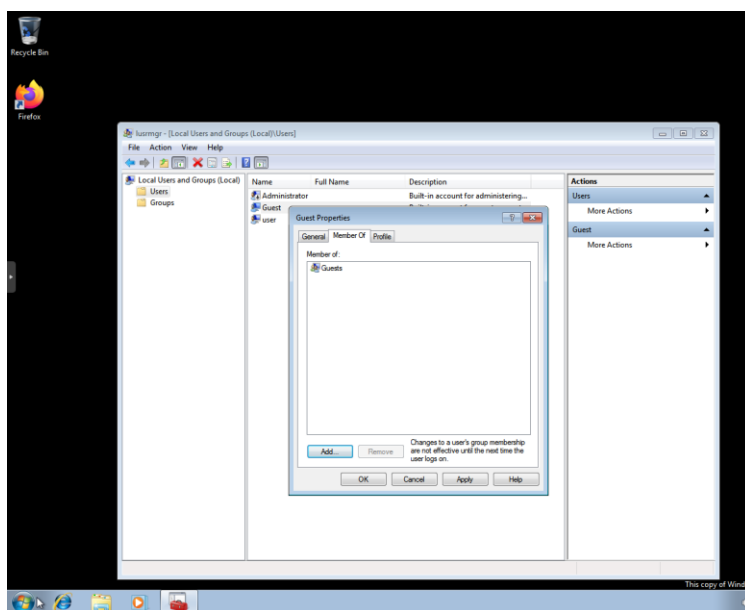 Recycle Bin
Firefox
lusrmgr - [Local Users and Groups (Local)\Users]
File Action View Help
Local Users and Groups (Local)
Users
Groups
Name Full Name Description
Administrator Built-in account for administering...
Guest
user
Guest Properties
General Member Of Profile
Member of:
Guests
Add... Remove
Changes to a user's group membership
are not effective until the next time the
user logs on.
OK Cancel Apply Help
Actions
Users
More Actions
Guest
More Actions
This copy of Wind